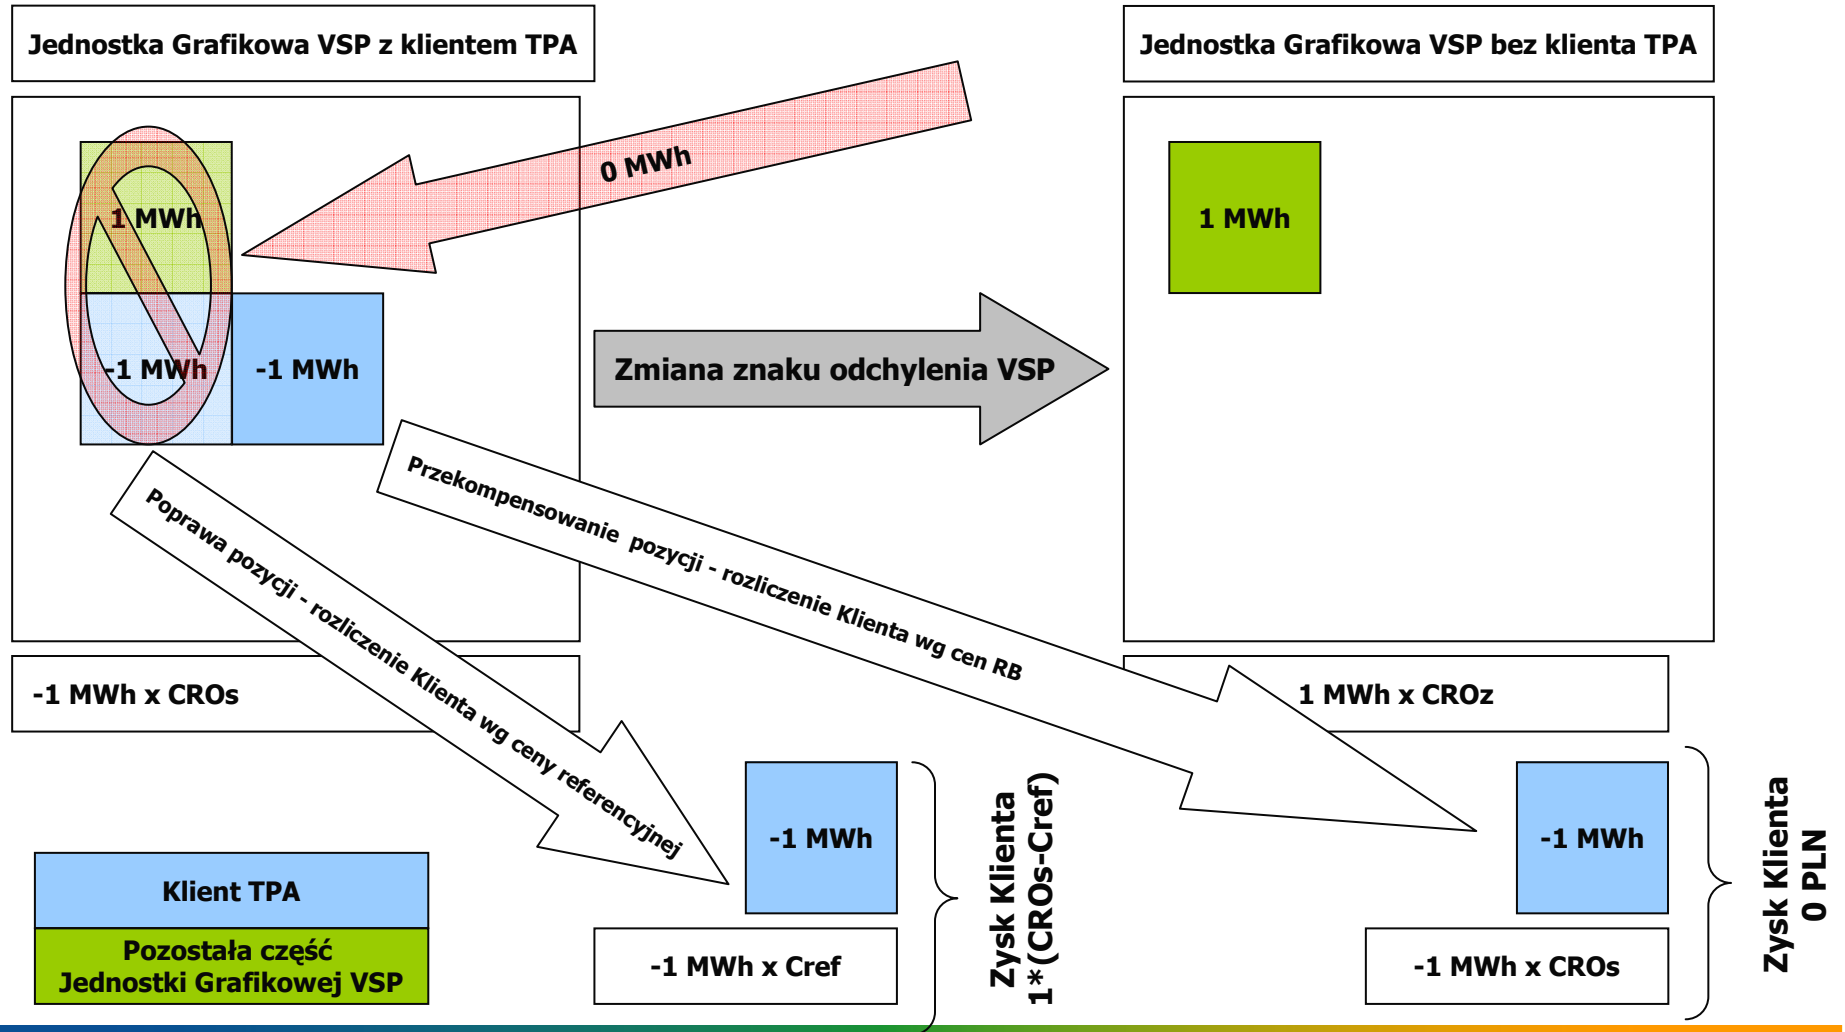 Jednostka Grafikowa VSP z klientem TPA
Jednostka Grafikowa VSP bez klienta TPA
0 MWh
1 MWh
1 MWh
-1 MWh
-1 MWh
Zmiana znaku odchylenia VSP
Przekompensowanie pozycji - rozliczenie Klienta wg cen RB
Poprawa pozycji - rozliczenie Klienta wg ceny referencyjnej
-1 MWh x CROs
1 MWh x CROz
-1 MWh
Zysk Klienta
1*(CROs-Cref)
-1 MWh
Zysk Klienta
0 PLN
Klient TPA
Pozostała część
Jednostki Grafikowej VSP
-1 MWh x Cref
-1 MWh x CROs